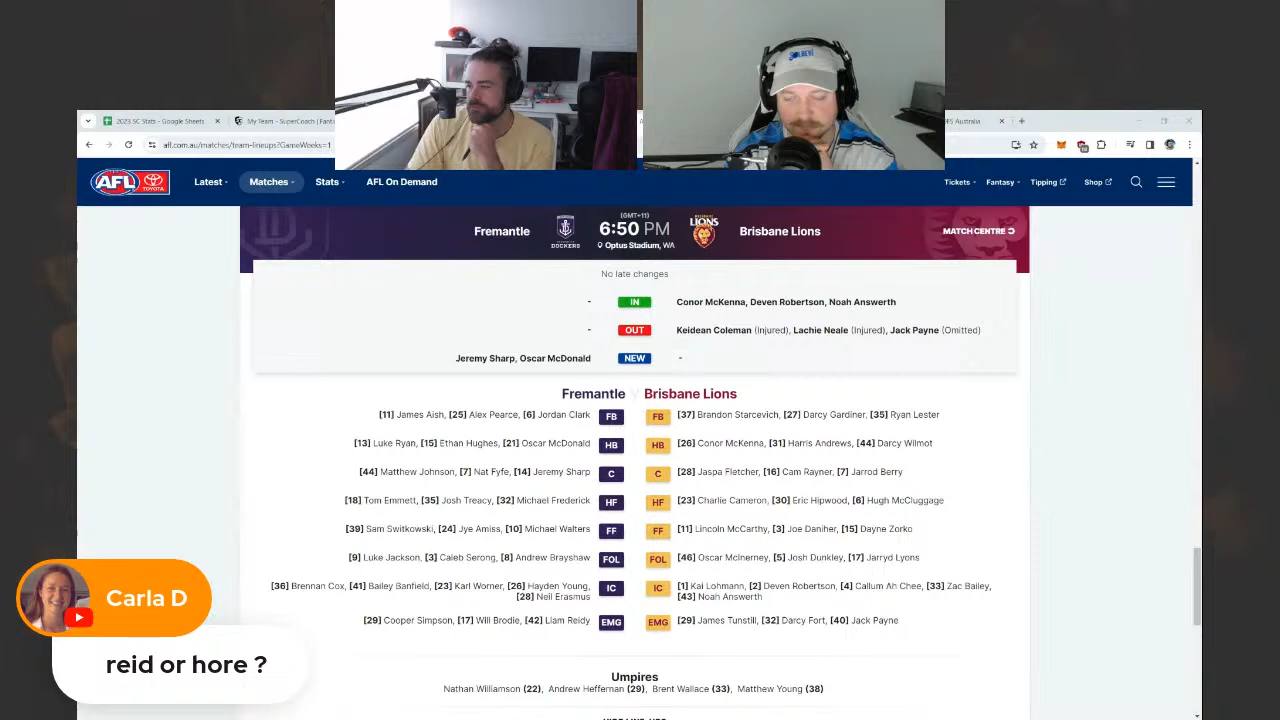 SOLBEVI
2023 SC Stats - Google Sheets
My Team - SuperCoach (Fant
Australia
afl.com.au/matches/team-lineups?GameWeeks=1
AFL TOYOTA Latest Matches Stats AFL On Demand Tickets Fantasy Tipping Shop
Fremantle DOCKERS (GMT+11) 6:50 PM Optus Stadium, WA LIONS Brisbane Lions MATCH CENTRE
No late changes
- IN Conor McKenna, Deven Robertson, Noah Answerth
- OUT Keidean Coleman (Injured), Lachie Neale (Injured), Jack Payne (Omitted)
Jeremy Sharp, Oscar McDonald NEW -
Fremantle V Brisbane Lions
[11] James Aish, [25] Alex Pearce, [6] Jordan Clark FB FB [37] Brandon Starcevich, [27] Darcy Gardiner, [35] Ryan Lester
[13] Luke Ryan, [15] Ethan Hughes, [21] Oscar McDonald HB HB [26] Conor McKenna, [31] Harris Andrews, [44] Darcy Wilmot
[44] Matthew Johnson, [7] Nat Fyfe, [14] Jeremy Sharp C C [28] Jaspa Fletcher, [16] Cam Rayner, [7] Jarrod Berry
[18] Tom Emmett, [35] Josh Treacy, [32] Michael Frederick HF HF [23] Charlie Cameron, [30] Eric Hipwood, [6] Hugh McCluggage
[39] Sam Switkowski, [24] Jye Amiss, [10] Michael Walters FF FF [11] Lincoln McCarthy, [3] Joe Daniher, [15] Dayne Zorko
[9] Luke Jackson, [3] Caleb Serong, [8] Andrew Brayshaw FOL FOL [46] Oscar McInerney, [5] Josh Dunkley, [17] Jarryd Lyons
[36] Brennan Cox, [41] Bailey Banfield, [23] Karl Worner, [26] Hayden Young, IC IC [1] Kai Lohmann, [2] Deven Robertson, [4] Callum Ah Chee, [33] Zac Bailey,
[28] Neil Erasmus [43] Noah Answerth
[29] Cooper Simpson, [17] Will Brodie, [42] Liam Reidy EMG EMG [29] James Tunstill, [32] Darcy Fort, [40] Jack Payne
Carla D
reid or hore ?
Umpires
Nathan Williamson (22), Andrew Heffernan (29), Brent Wallace (33), Matthew Young (38)